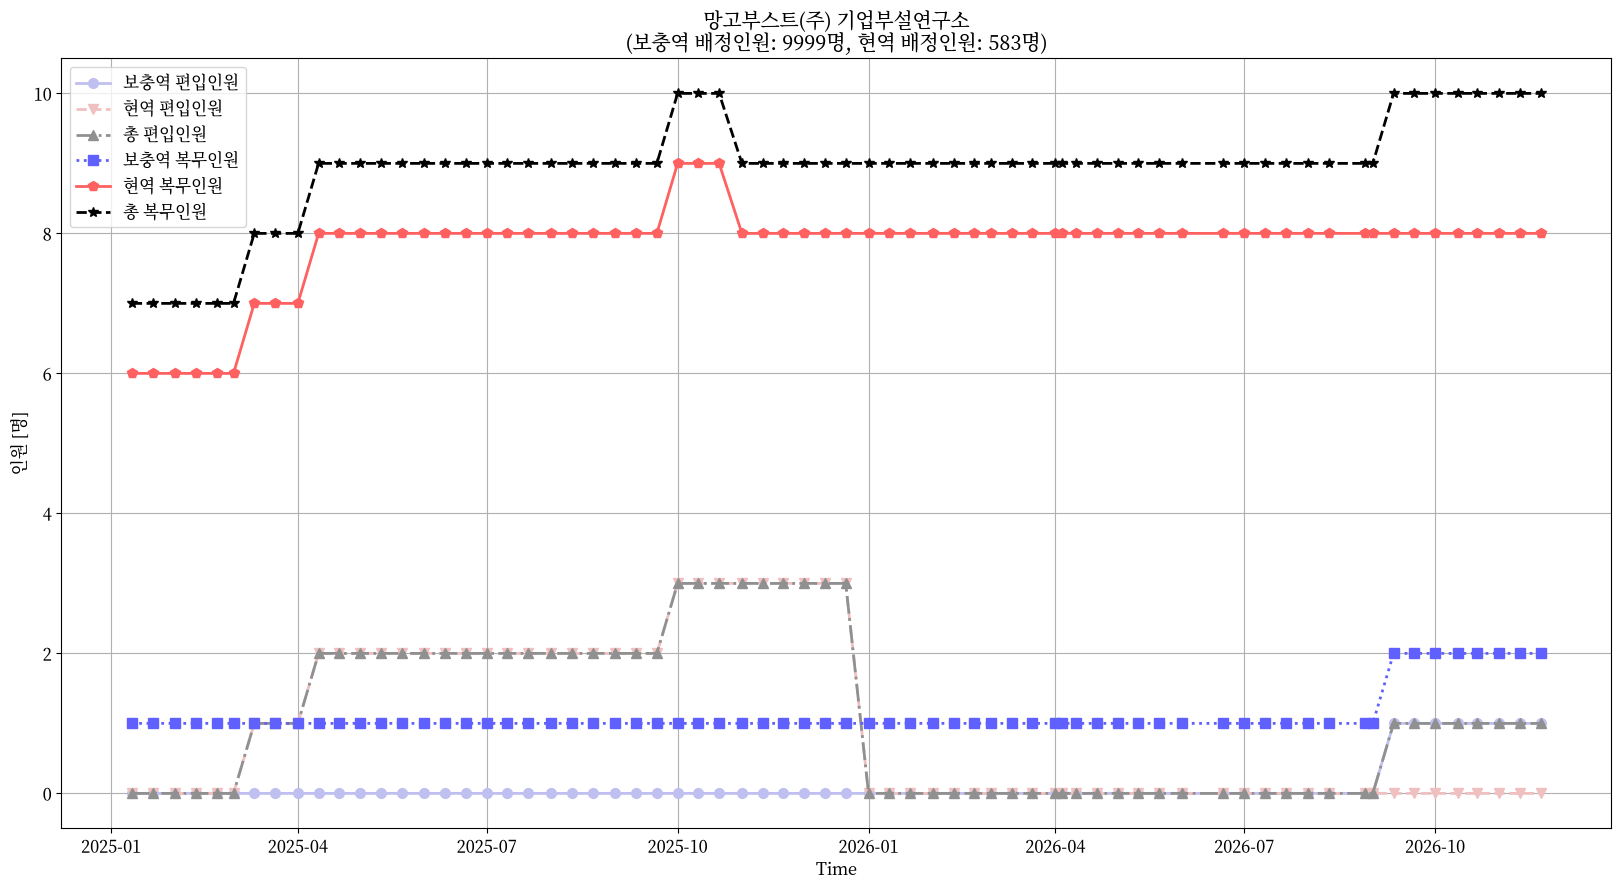 망고부스트(주) 기업부설연구소
(보충역 배정인원: 9999명, 현역 배정인원: 583명)
보충역 편입인원
현역 편입인원
총 편입인원
보충역 복무인원
현역 복무인원
총 복무인원
인원 [명]
10
8
6
4
2
0
2025-01 2025-04 2025-07 2025-10 2026-01 2026-04 2026-07 2026-10
Time